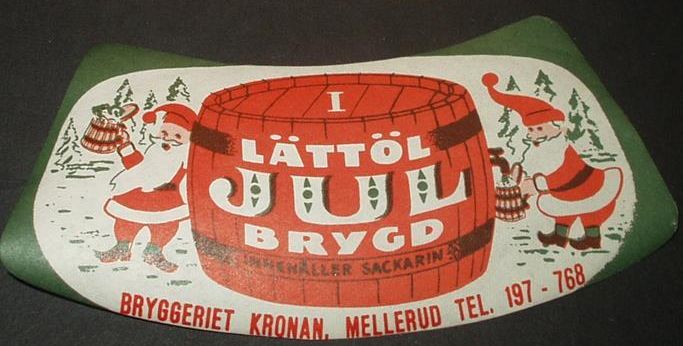 I
LÄTTÖL
JUL
BRYGD
INNEHÅLLER SACKARIN
BRYGGERIET KRONAN, MELLERUD TEL. 197 - 768